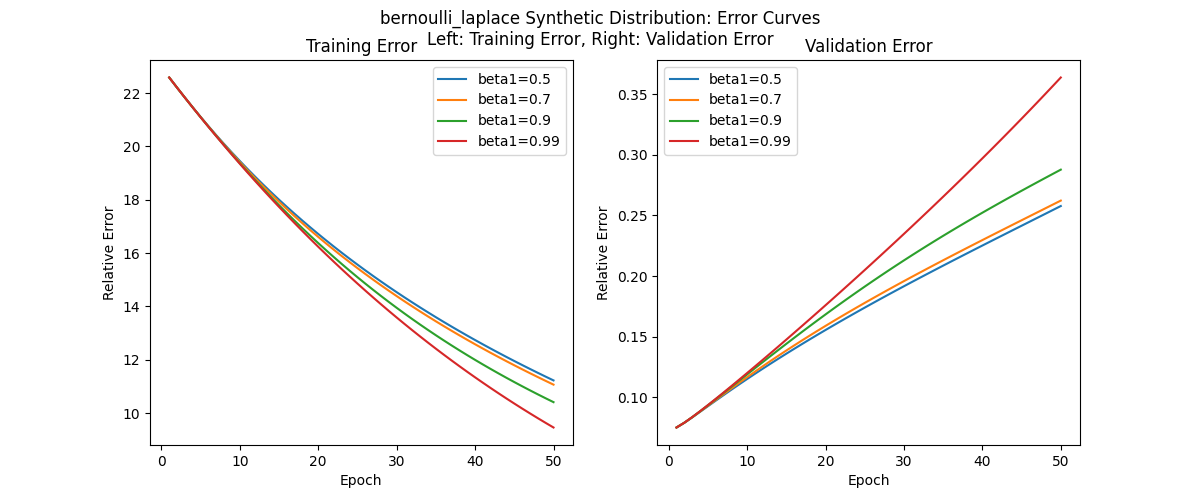 bernoulli_laplace Synthetic Distribution: Error Curves
Left: Training Error, Right: Validation Error
Training Error
Validation Error
beta1=0.5
beta1=0.7
beta1=0.9
beta1=0.99
22
20
18
16
14
12
10
Relative Error
0
10
20
30
40
50
Epoch
beta1=0.5
beta1=0.7
beta1=0.9
beta1=0.99
0.35
0.30
0.25
0.20
0.15
0.10
Relative Error
0
10
20
30
40
50
Epoch